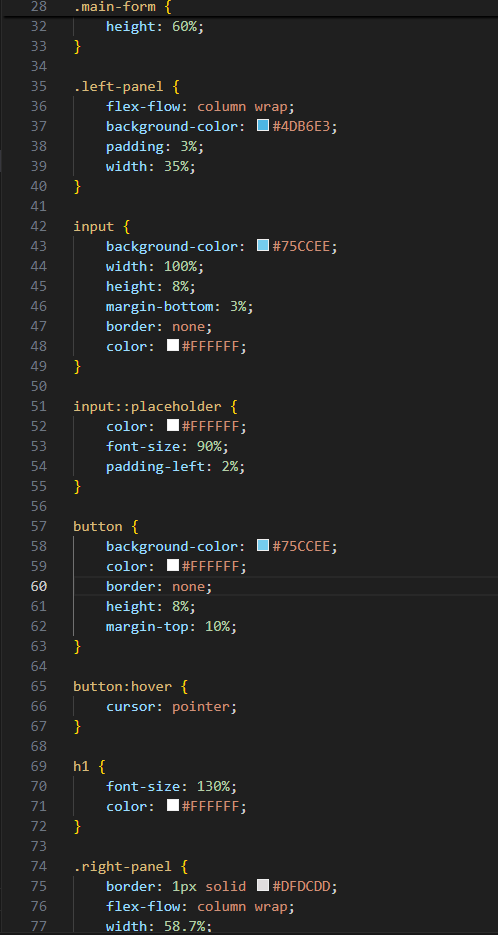 28 .main-form {
32     height: 60%;
33 }
34
35 .left-panel {
36     flex-flow: column wrap;
37     background-color: #4DB6E3;
38     padding: 3%;
39     width: 35%;
40 }
41
42 input {
43     background-color: #75CCEE;
44     width: 100%;
45     height: 8%;
46     margin-bottom: 3%;
47     border: none;
48     color: #FFFFFF;
49 }
50
51 input::placeholder {
52     color: #FFFFFF;
53     font-size: 90%;
54     padding-left: 2%;
55 }
56
57 button {
58     background-color: #75CCEE;
59     color: #FFFFFF;
60     border: none;
61     height: 8%;
62     margin-top: 10%;
63 }
64
65 button:hover {
66     cursor: pointer;
67 }
68
69 h1 {
70     font-size: 130%;
71     color: #FFFFFF;
72 }
73
74 .right-panel {
75     border: 1px solid #DFDCDD;
76     flex-flow: column wrap;
77     width: 58.7%;